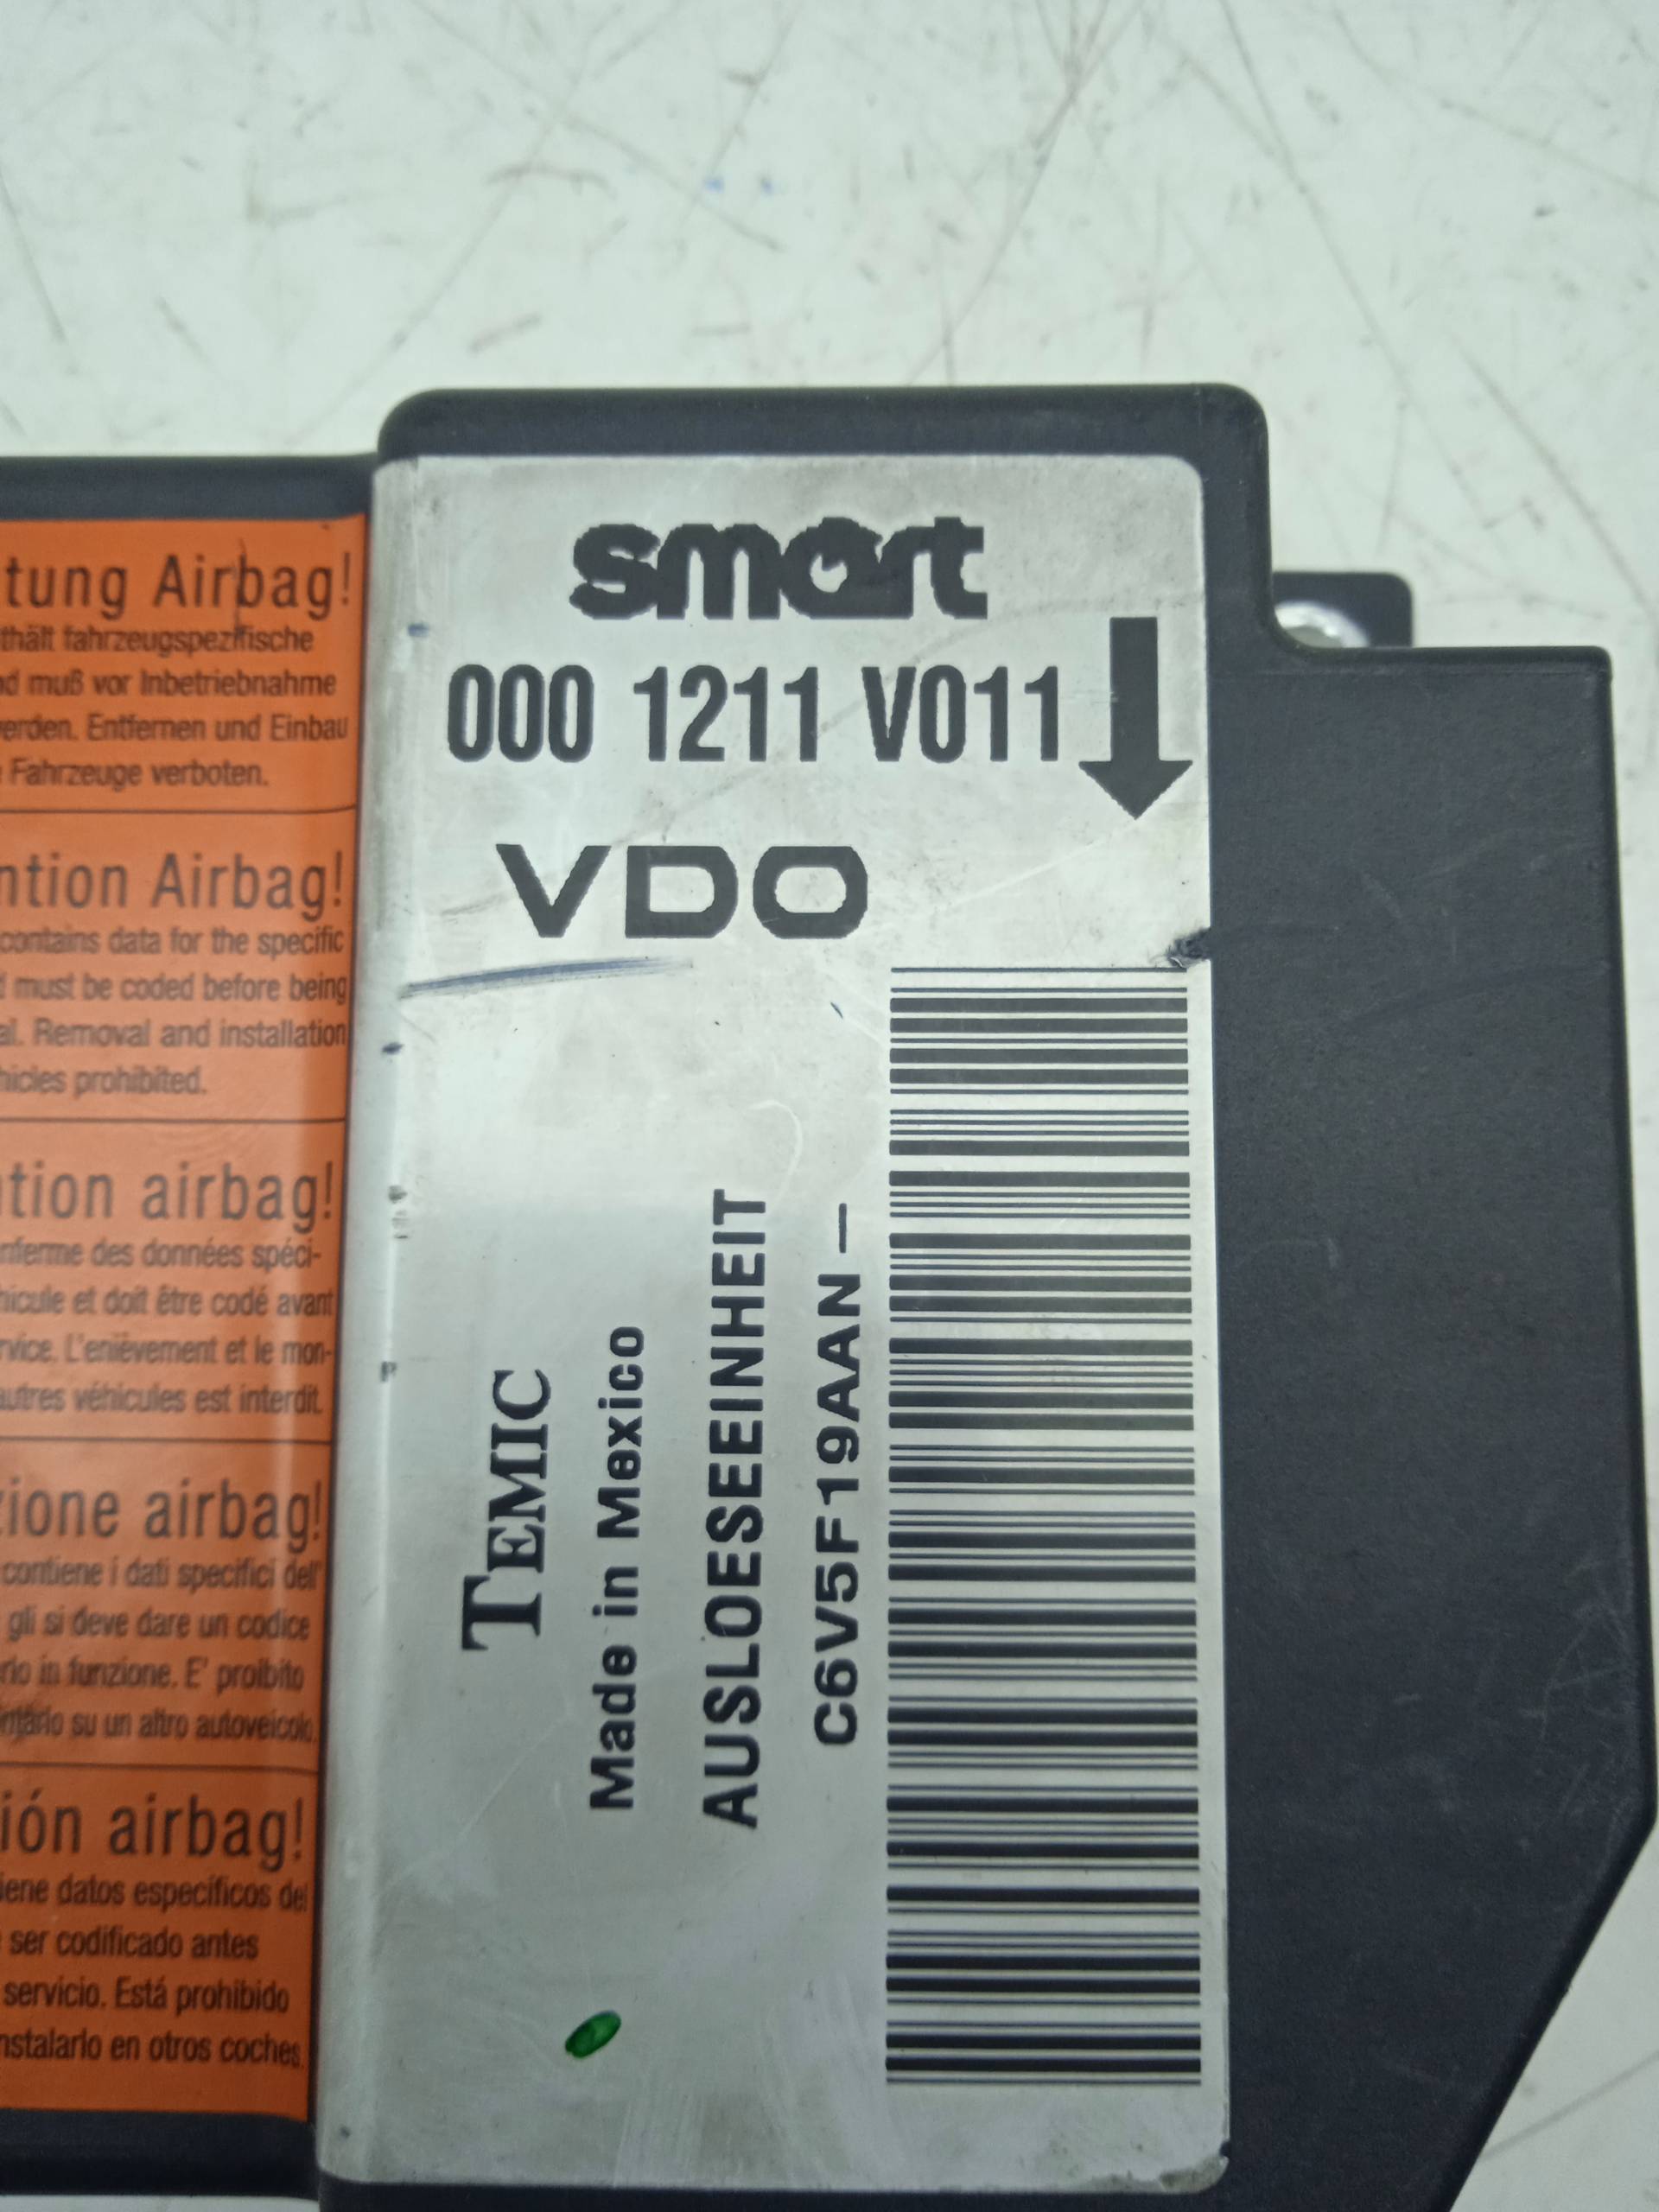 tung Airbag!
thält fahrzeugspezifische
nd muß vor Inbetriebnahme
erden. Entfernen und Einbau
Fahrzeuge verboten.
ntion Airbag!
contains data for the specific
d must be coded before being
al. Removal and installation
hicles prohibited.
tion airbag!
nferme des données spéci-
hicule et doit être codé avant
rvice. L'enièvement et le mon-
autres véhicules est interdit.
zione airbag!
contiene i dati specifici dell'
gli si deve dare un codice
rlo in funzione. E' proibito
ntarlo su un altro autoveicolo.
ión airbag!
iene datos específicos del
ser codificado antes
servicio. Está prohibido
nstalarlo en otros coches.
smart
000 1211 V011
VDO
TEMIC
Made in Mexico
AUSLOESEEINHEIT
C6V5F19AAN–